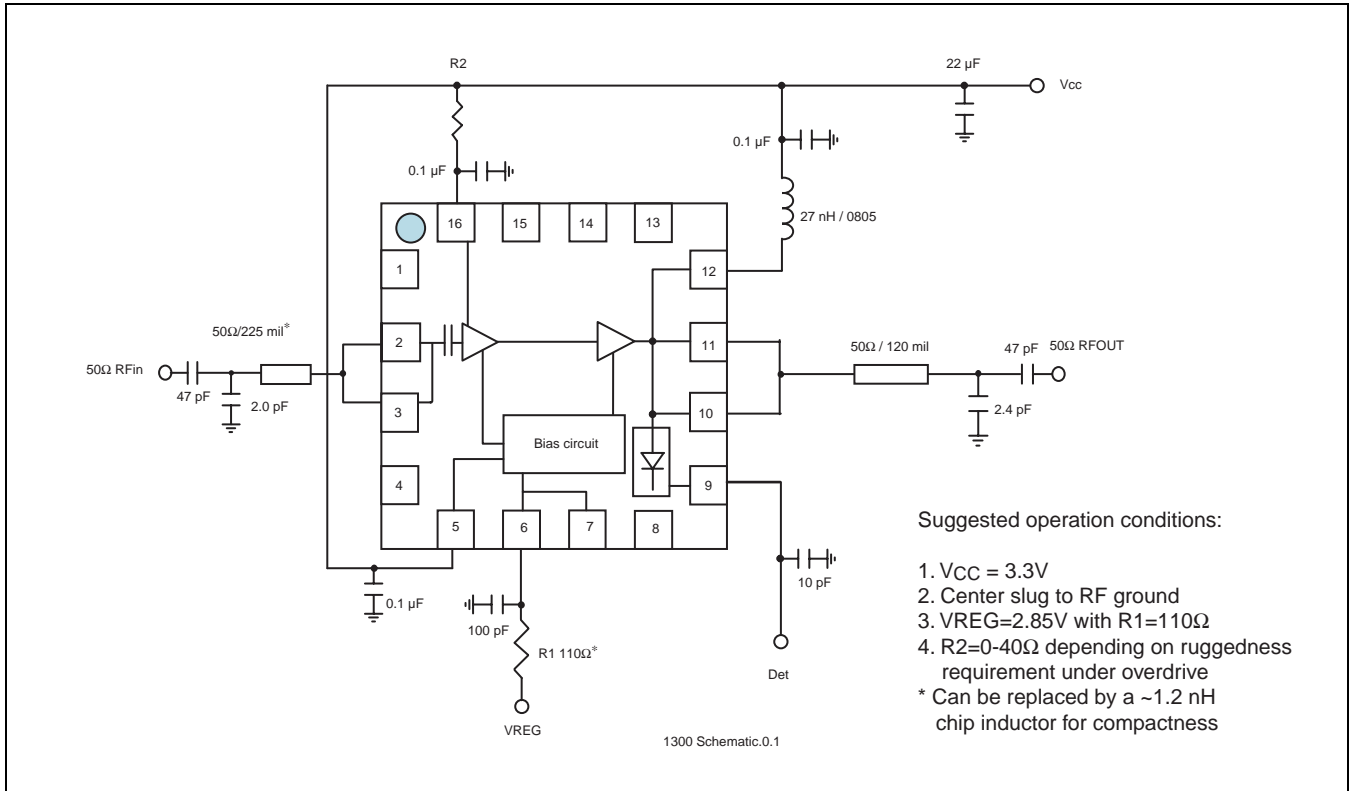 R2
22 µF
Vcc
0.1 µF
0.1 µF
27 nH / 0805
16
15
14
13
1
12
50Ω/225 mil*
2
11
50Ω / 120 mil
47 pF
50Ω RFOUT
50Ω RFin
47 pF
2.0 pF
3
10
2.4 pF
Bias circuit
4
9
5
6
7
8
0.1 µF
100 pF
10 pF
R1 110Ω*
Det
VREG
1300 Schematic.0.1
Suggested operation conditions:
1. VCC = 3.3V
2. Center slug to RF ground
3. VREG=2.85V with R1=110Ω
4. R2=0-40Ω depending on ruggedness
requirement under overdrive
* Can be replaced by a ~1.2 nH
chip inductor for compactness